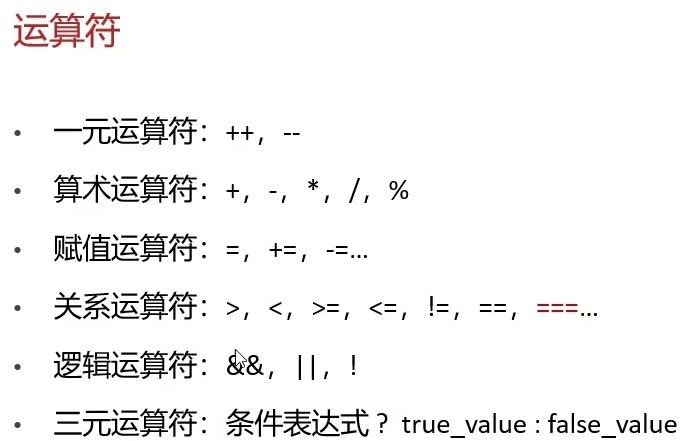 运算符
• 一元运算符：++，--
• 算术运算符：+，-，*，/，%
• 赋值运算符：=，+=，-=...
• 关系运算符：>，<，>=，<=，!=，==，===...
• 逻辑运算符：&&，||，!
• 三元运算符：条件表达式？true_value : false_value